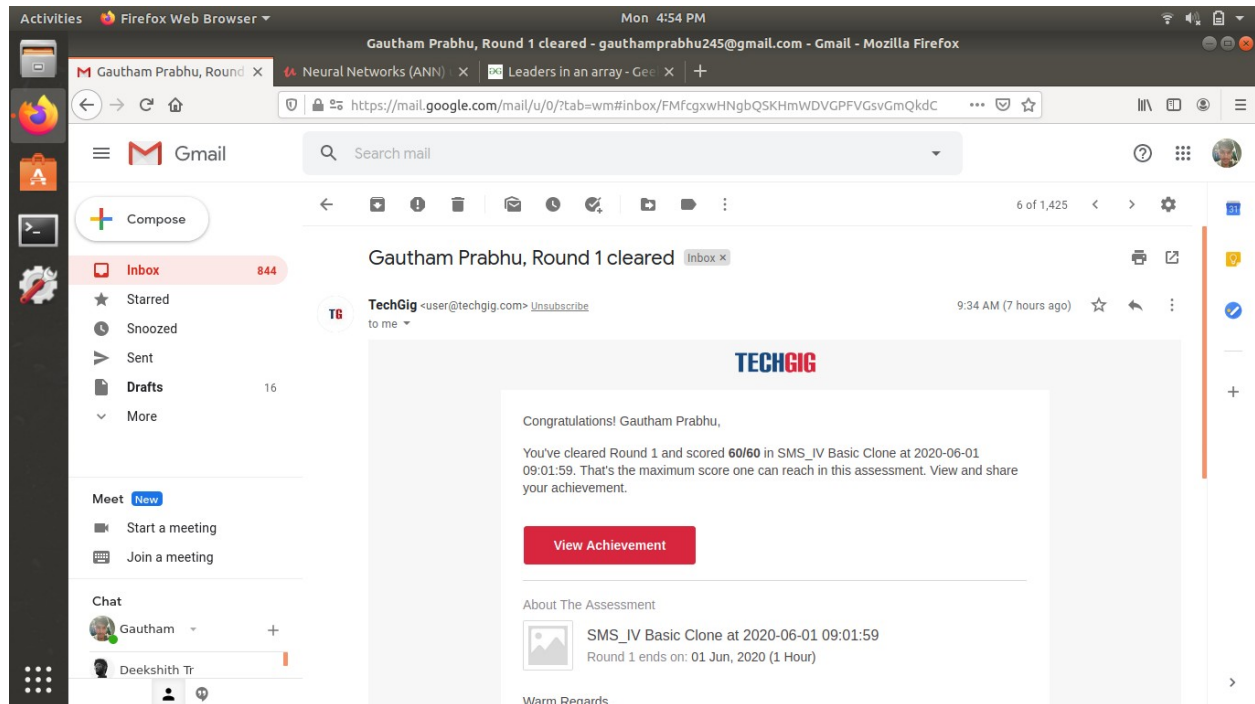 Activities Firefox Web Browser Mon 4:54 PM
Gautham Prabhu, Round 1 cleared - gauthamprabhu245@gmail.com - Gmail - Mozilla Firefox
Gautham Prabhu, Round Neural Networks (ANN) Leaders in an array - Gee
https://mail.google.com/mail/u/0/?tab=wm#inbox/FMfcgxwHNgbQSKHmWDVGPFVGsvGmQkdC
Gmail Search mail
Compose
6 of 1,425
31
Inbox 844
Starred
Snoozed
Sent
Drafts 16
More
Meet New
Start a meeting
Join a meeting
Chat
Gautham
Deekshith Tr
Gautham Prabhu, Round 1 cleared Inbox x
TG
TechGig <user@techgig.com> Unsubscribe 9:34 AM (7 hours ago)
to me
TECHGIG
Congratulations! Gautham Prabhu,
You've cleared Round 1 and scored 60/60 in SMS_IV Basic Clone at 2020-06-01
09:01:59. That's the maximum score one can reach in this assessment. View and share
your achievement.
View Achievement
About The Assessment
SMS_IV Basic Clone at 2020-06-01 09:01:59
Round 1 ends on: 01 Jun, 2020 (1 Hour)
Warm Regards